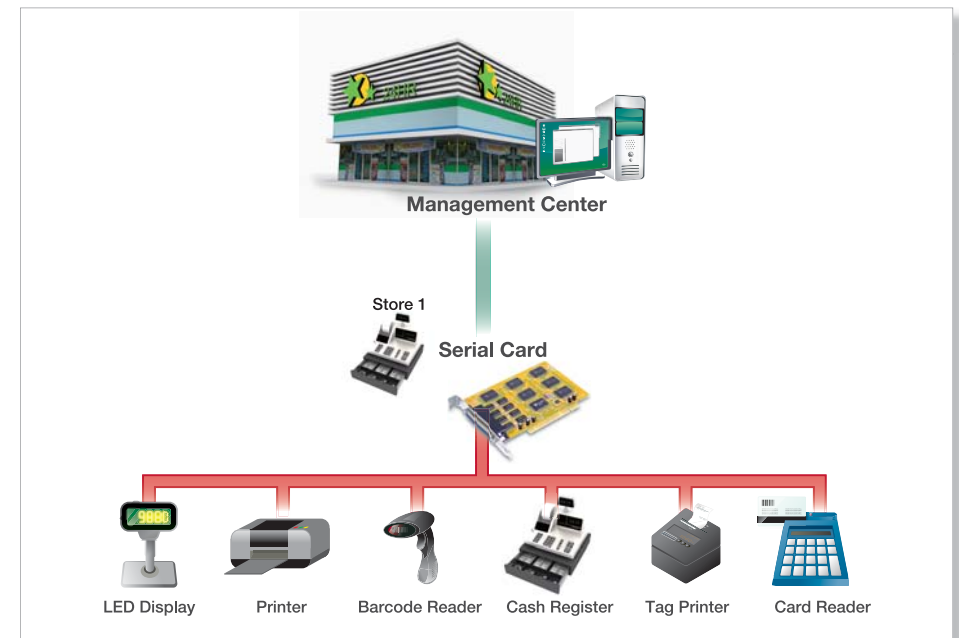 Management Center
Store 1
Serial Card
9880
LED Display
Printer
Barcode Reader
Cash Register
Tag Printer
Card Reader